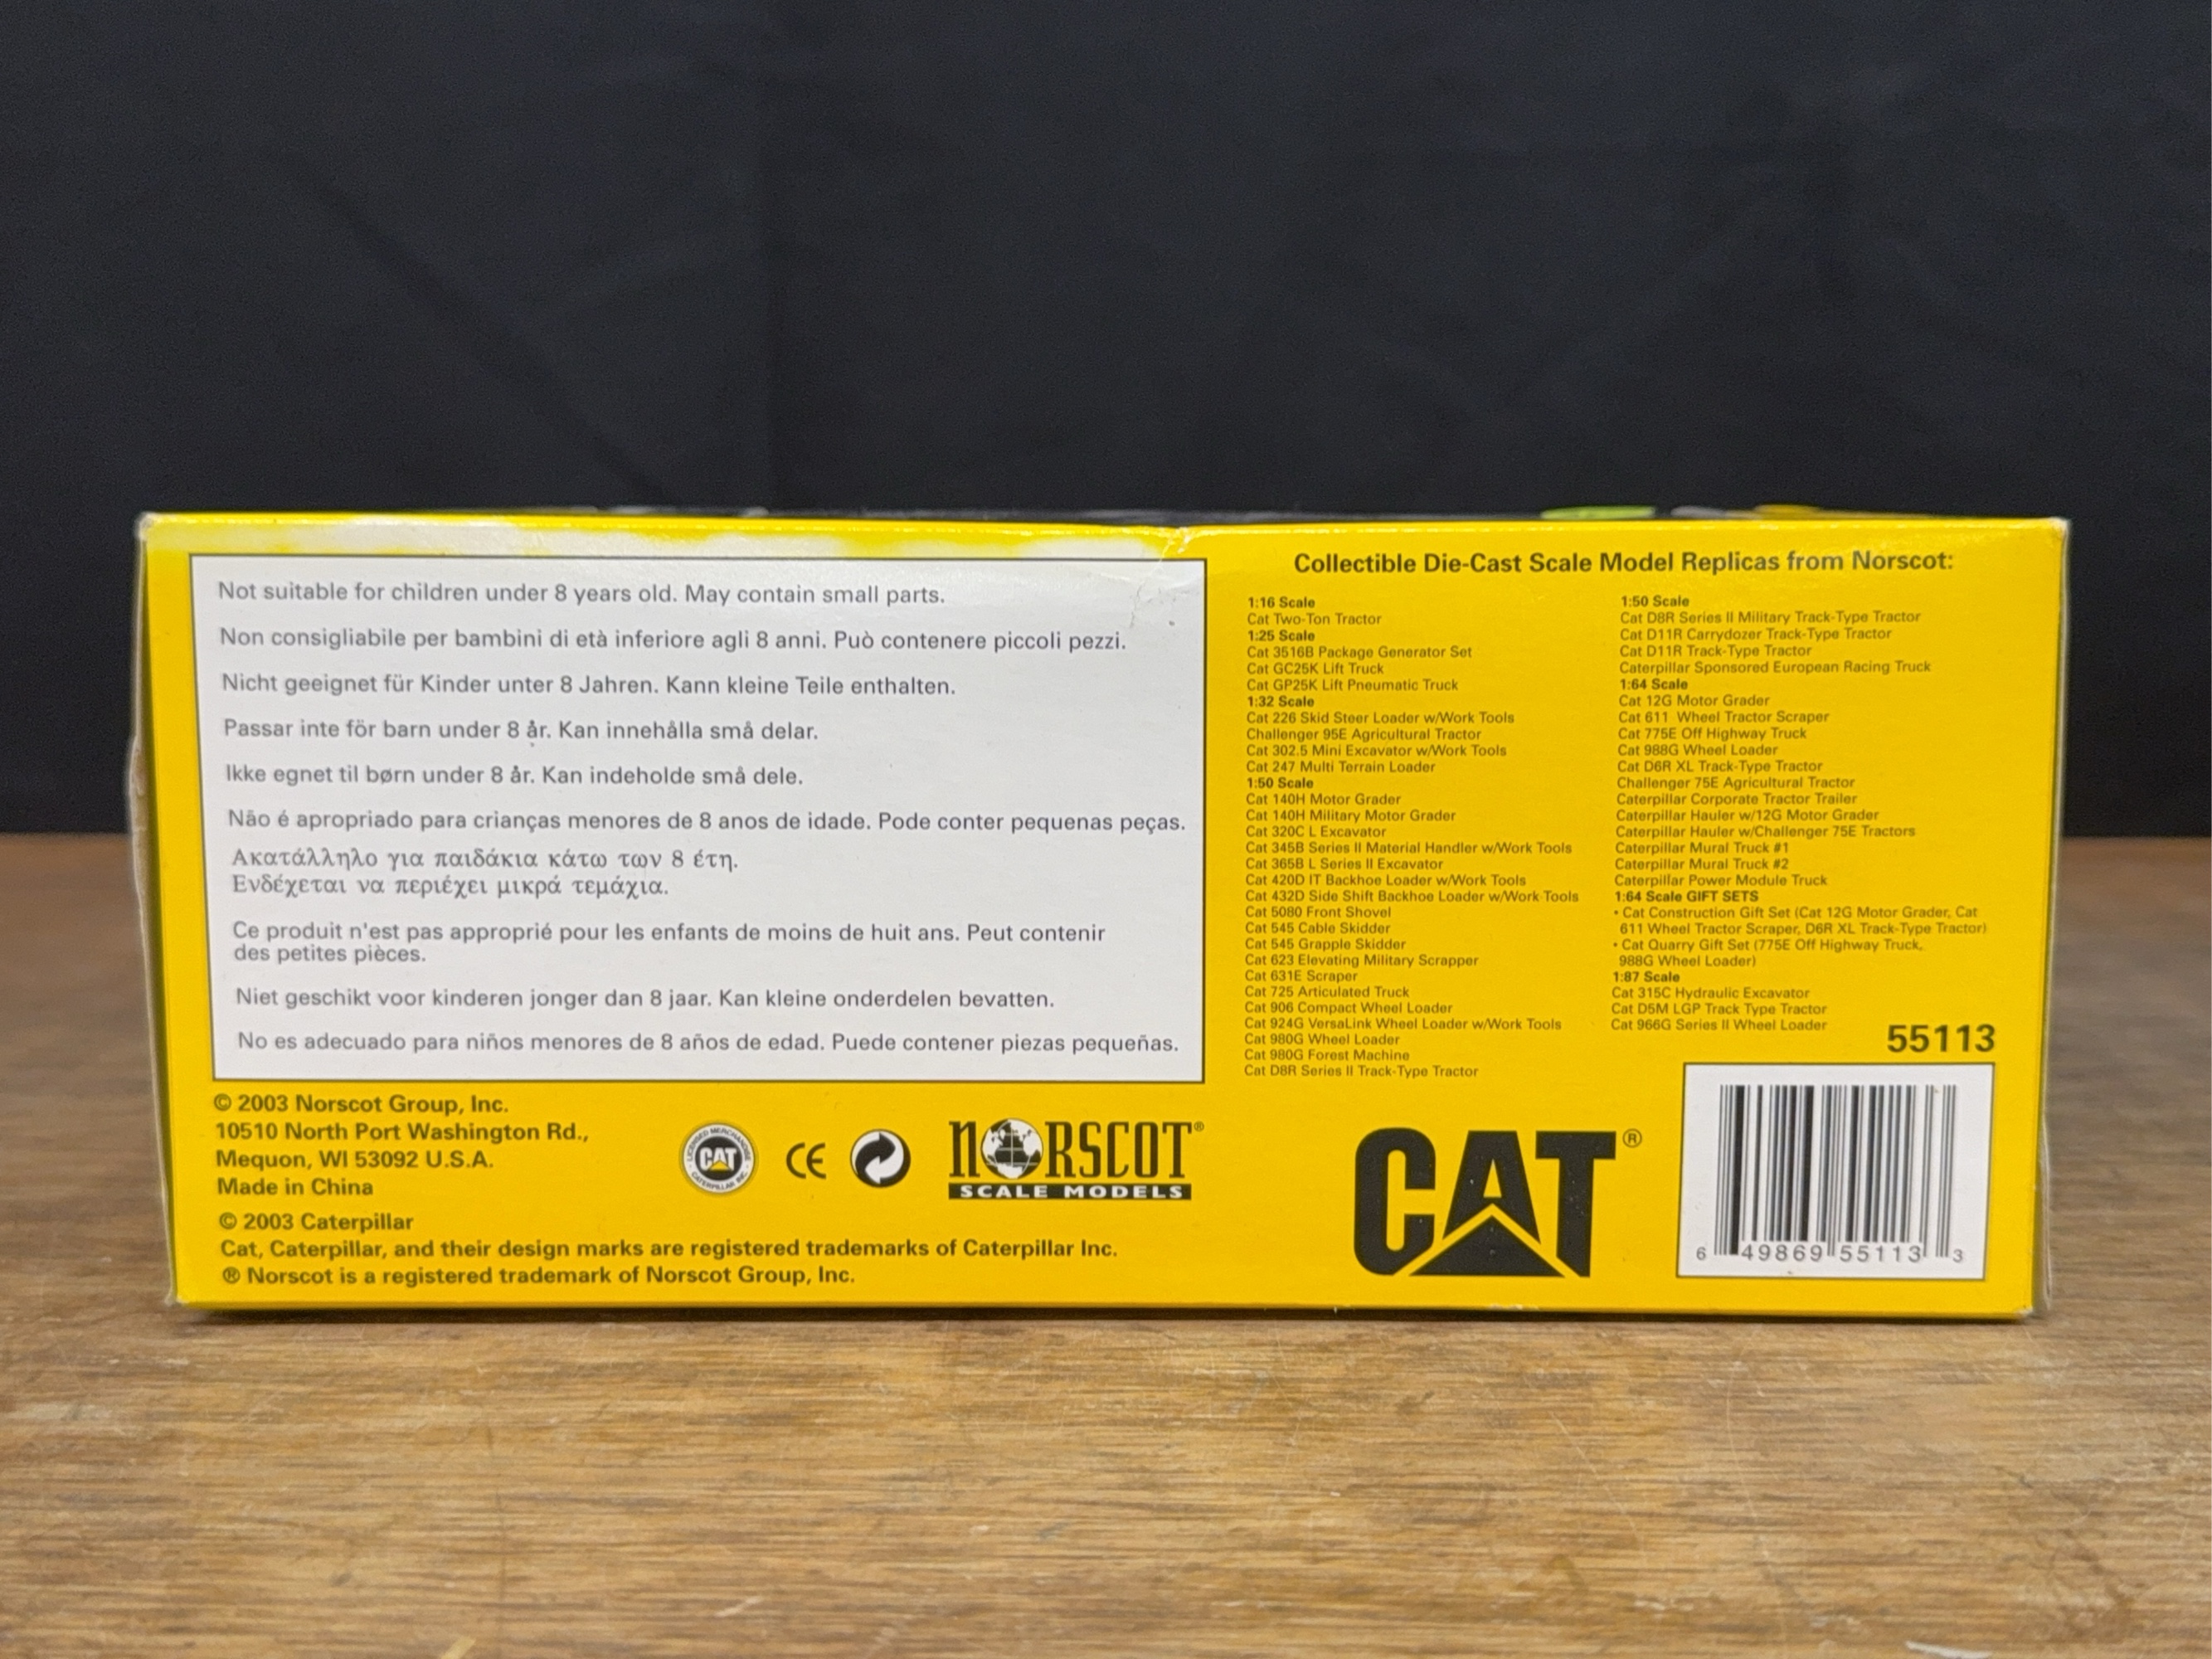 Not suitable for children under 8 years old. May contain small parts.
Non consigliabile per bambini di età inferiore agli 8 anni. Può contenere piccoli pezzi.
Nicht geeignet für Kinder unter 8 Jahren. Kann kleine Teile enthalten.
Passar inte för barn under 8 år. Kan innehålla små delar.
Ikke egnet til børn under 8 år. Kan indeholde små dele.
Não é apropriado para crianças menores de 8 anos de idade. Pode conter pequenas peças.
Ακατάλληλο για παιδάκια κάτω των 8 έτη.
Ενδέχεται να περιέχει μικρά τεμάχια.
Ce produit n'est pas approprié pour les enfants de moins de huit ans. Peut contenir
des petites pièces.
Niet geschikt voor kinderen jonger dan 8 jaar. Kan kleine onderdelen bevatten.
No es adecuado para niños menores de 8 años de edad. Puede contener piezas pequeñas.
© 2003 Norscot Group, Inc.
10510 North Port Washington Rd.,
Mequon, WI 53092 U.S.A.
Made in China
© 2003 Caterpillar
Cat, Caterpillar, and their design marks are registered trademarks of Caterpillar Inc.
® Norscot is a registered trademark of Norscot Group, Inc.
LICENSED MERCHANDISE
CAT
CATERPILLAR INC.
CE
NORSCOT®
SCALE MODELS
Collectible Die-Cast Scale Model Replicas from Norscot:
1:16 Scale
Cat Two-Ton Tractor
1:25 Scale
Cat 3516B Package Generator Set
Cat GC25K Lift Truck
Cat GP25K Lift Pneumatic Truck
1:32 Scale
Cat 226 Skid Steer Loader w/Work Tools
Challenger 95E Agricultural Tractor
Cat 302.5 Mini Excavator w/Work Tools
Cat 247 Multi Terrain Loader
1:50 Scale
Cat 140H Motor Grader
Cat 140H Military Motor Grader
Cat 320C L Excavator
Cat 345B Series II Material Handler w/Work Tools
Cat 365B L Series II Excavator
Cat 420D IT Backhoe Loader w/Work Tools
Cat 432D Side Shift Backhoe Loader w/Work Tools
Cat 5080 Front Shovel
Cat 545 Cable Skidder
Cat 545 Grapple Skidder
Cat 623 Elevating Military Scrapper
Cat 631E Scraper
Cat 725 Articulated Truck
Cat 906 Compact Wheel Loader
Cat 924G VersaLink Wheel Loader w/Work Tools
Cat 980G Wheel Loader
Cat 980G Forest Machine
Cat D8R Series II Track-Type Tractor
1:50 Scale
Cat D8R Series II Military Track-Type Tractor
Cat D11R Carrydozer Track-Type Tractor
Cat D11R Track-Type Tractor
Caterpillar Sponsored European Racing Truck
1:64 Scale
Cat 12G Motor Grader
Cat 611 Wheel Tractor Scraper
Cat 775E Off Highway Truck
Cat 988G Wheel Loader
Cat D6R XL Track-Type Tractor
Challenger 75E Agricultural Tractor
Caterpillar Corporate Tractor Trailer
Caterpillar Hauler w/12G Motor Grader
Caterpillar Hauler w/Challenger 75E Tractors
Caterpillar Mural Truck #1
Caterpillar Mural Truck #2
Caterpillar Power Module Truck
1:64 Scale GIFT SETS
• Cat Construction Gift Set (Cat 12G Motor Grader, Cat
611 Wheel Tractor Scraper, D6R XL Track-Type Tractor)
• Cat Quarry Gift Set (775E Off Highway Truck,
988G Wheel Loader)
1:87 Scale
Cat 315C Hydraulic Excavator
Cat D5M LGP Track Type Tractor
Cat 966G Series II Wheel Loader
55113
CAT®
6 49869 55113 3